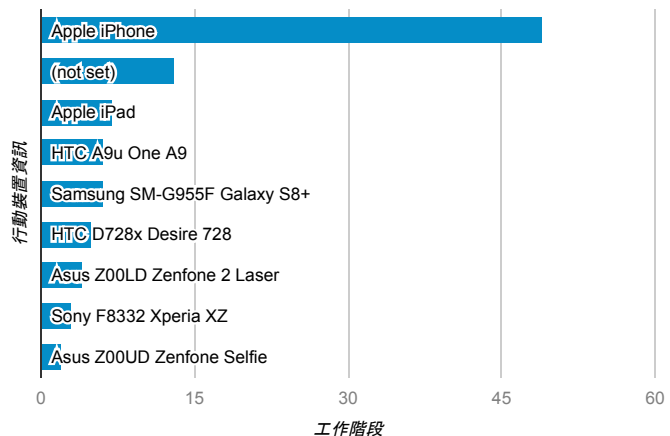 Apple iPhone
(not set)
Apple iPad
HTC A9u One A9
Samsung SM-G955F Galaxy S8+
HTC D728x Desire 728
Asus Z00LD Zenfone 2 Laser
Sony F8332 Xperia XZ
Asus Z00UD Zenfone Selfie
行動裝置資訊
0 15 30 45 60
工作階段